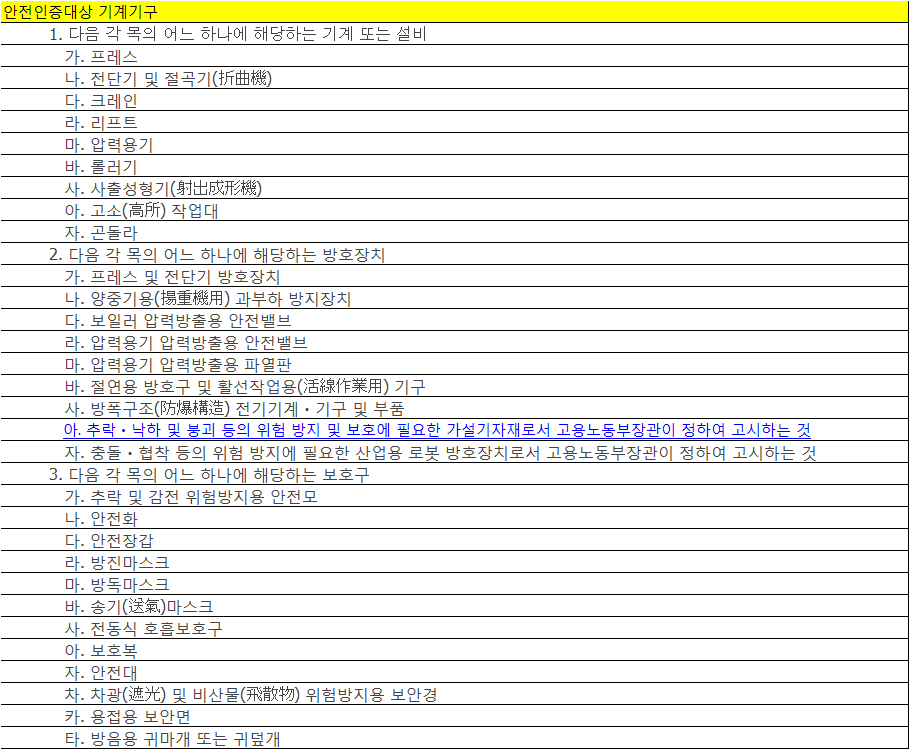 안전인증대상 기계기구
1. 다음 각 목의 어느 하나에 해당하는 기계 또는 설비
가. 프레스
나. 전단기 및 절곡기(折曲機)
다. 크레인
라. 리프트
마. 압력용기
바. 롤러기
사. 사출성형기(射出成形機)
아. 고소(高所) 작업대
자. 곤돌라
2. 다음 각 목의 어느 하나에 해당하는 방호장치
가. 프레스 및 전단기 방호장치
나. 양중기용(揚重機用) 과부하 방지장치
다. 보일러 압력방출용 안전밸브
라. 압력용기 압력방출용 안전밸브
마. 압력용기 압력방출용 파열판
바. 절연용 방호구 및 활선작업용(活線作業用) 기구
사. 방폭구조(防爆構造) 전기기계・기구 및 부품
아. 추락・낙하 및 붕괴 등의 위험 방지 및 보호에 필요한 가설기자재로서 고용노동부장관이 정하여 고시하는 것
자. 충돌・협착 등의 위험 방지에 필요한 산업용 로봇 방호장치로서 고용노동부장관이 정하여 고시하는 것
3. 다음 각 목의 어느 하나에 해당하는 보호구
가. 추락 및 감전 위험방지용 안전모
나. 안전화
다. 안전장갑
라. 방진마스크
마. 방독마스크
바. 송기(送氣)마스크
사. 전동식 호흡보호구
아. 보호복
자. 안전대
차. 차광(遮光) 및 비산물(飛散物) 위험방지용 보안경
카. 용접용 보안면
타. 방음용 귀마개 또는 귀덮개